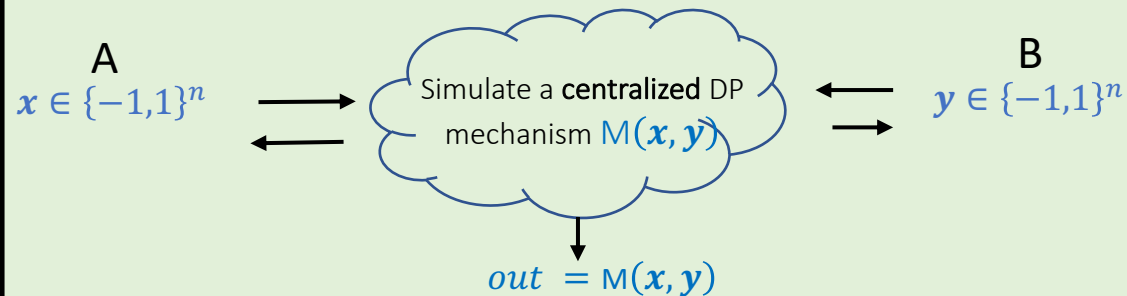 A
B
𝒙 ∈ {−1,1}ⁿ
𝒚 ∈ {−1,1}ⁿ
Simulate a centralized DP
mechanism M(𝒙, 𝒚)
𝑜𝑢𝑡 = M(𝒙, 𝒚)